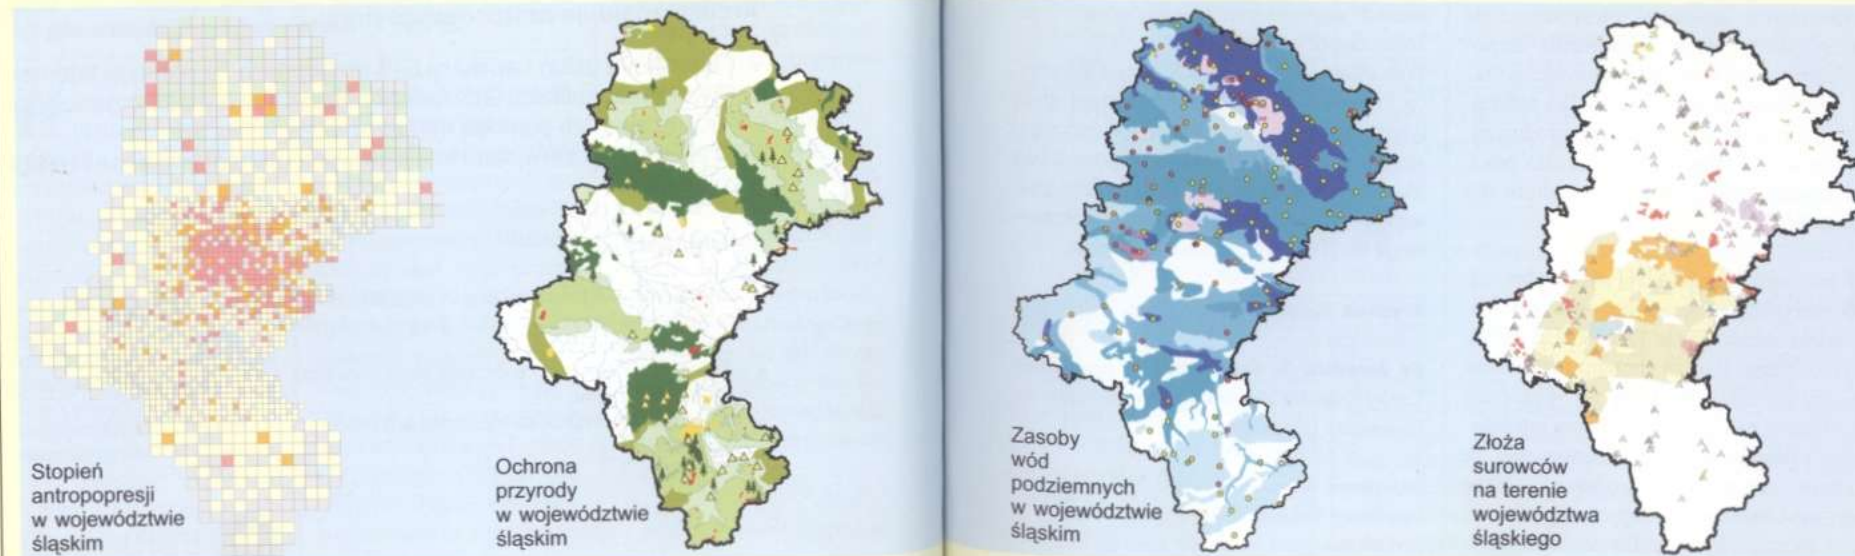 Stopień
antropopresji
w województwie
śląskim
Ochrona
przyrody
w województwie
śląskim
Zasoby
wód
podziemnych
w województwie
śląskim
Złoża
surowców
na terenie
województwa
śląskiego